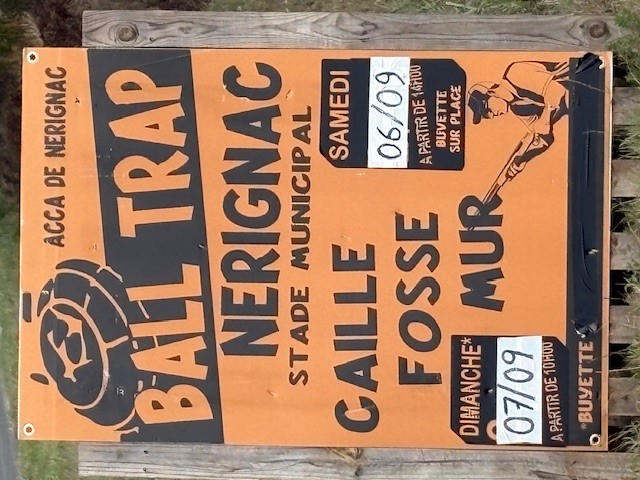 ACCA DE NERIGNAC
BALL TRAP
NERIGNAC
STADE MUNICIPAL
SAMEDI
06/09
A PARTIR DE 14H00
BUVETTE
SUR PLACE
CAILLE
FOSSE
MUR
DIMANCHE*
07/09
A PARTIR DE 10H00
*BUVETTE